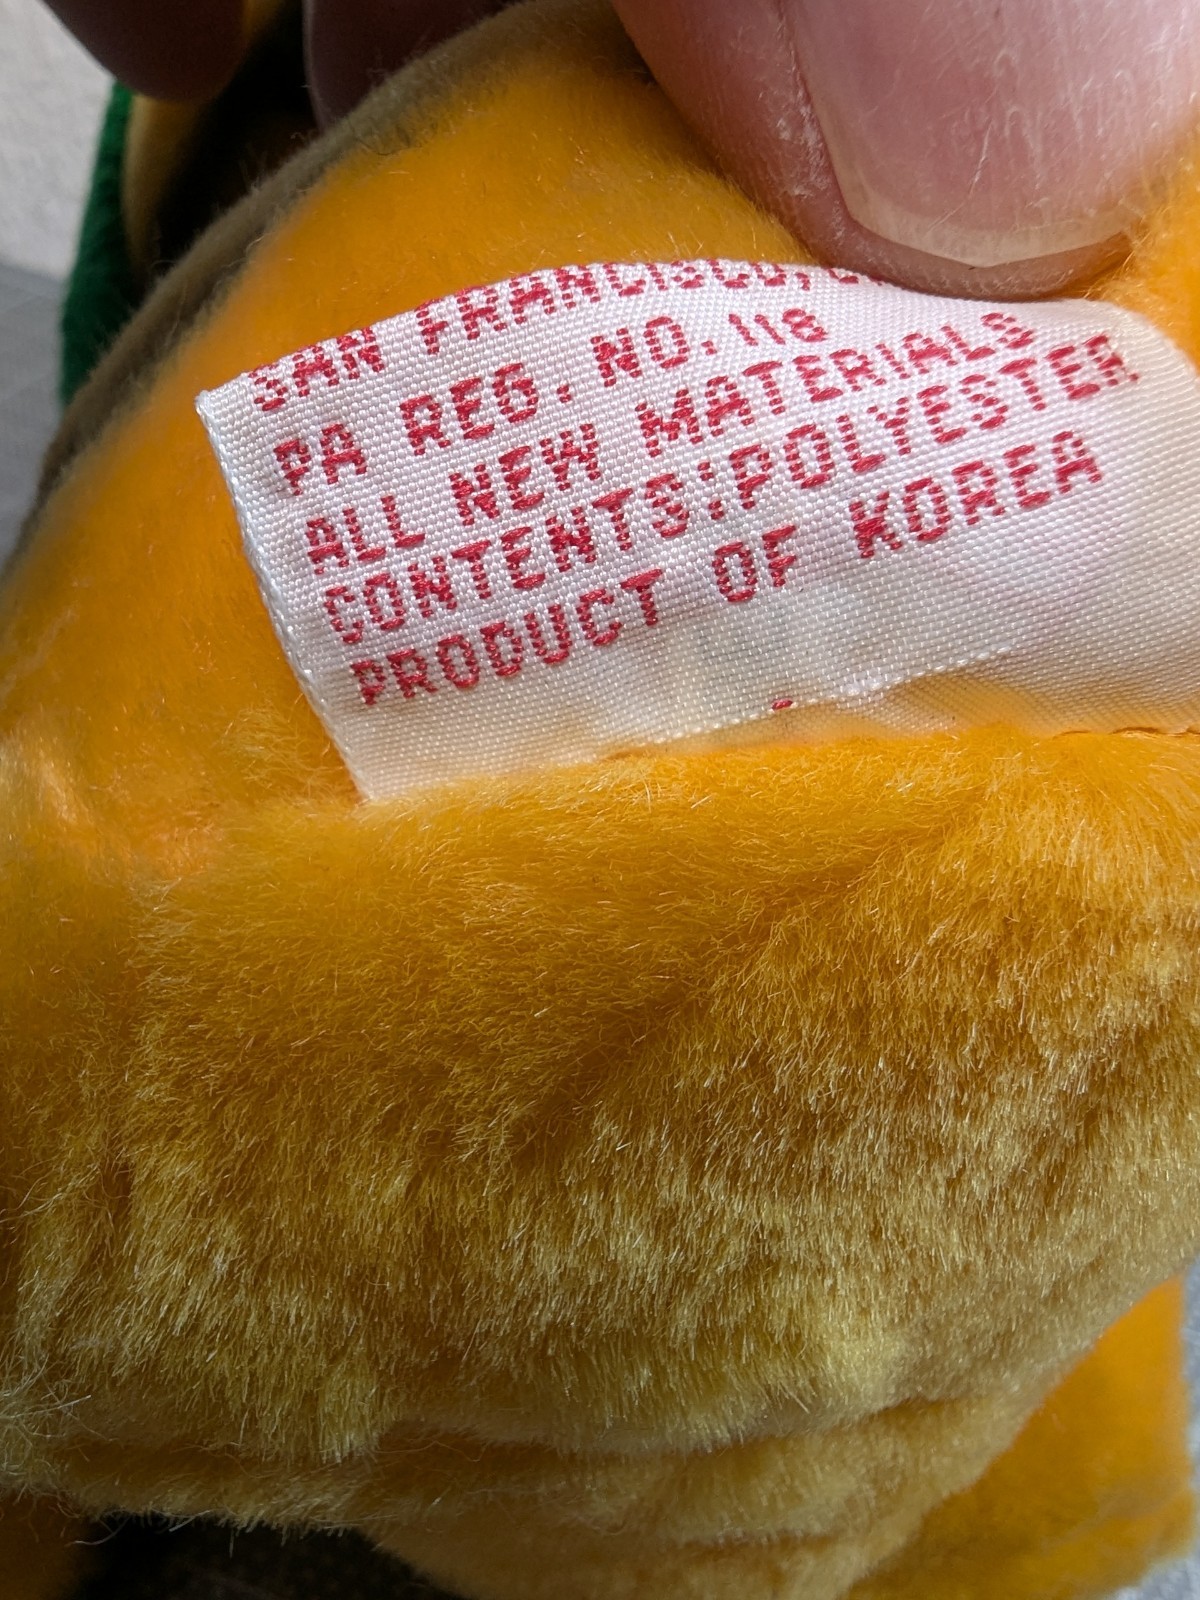 SAN FRANCISCO,
PA REG. NO. 118
ALL NEW MATERIALS
CONTENTS:POLYESTER
PRODUCT OF KOREA